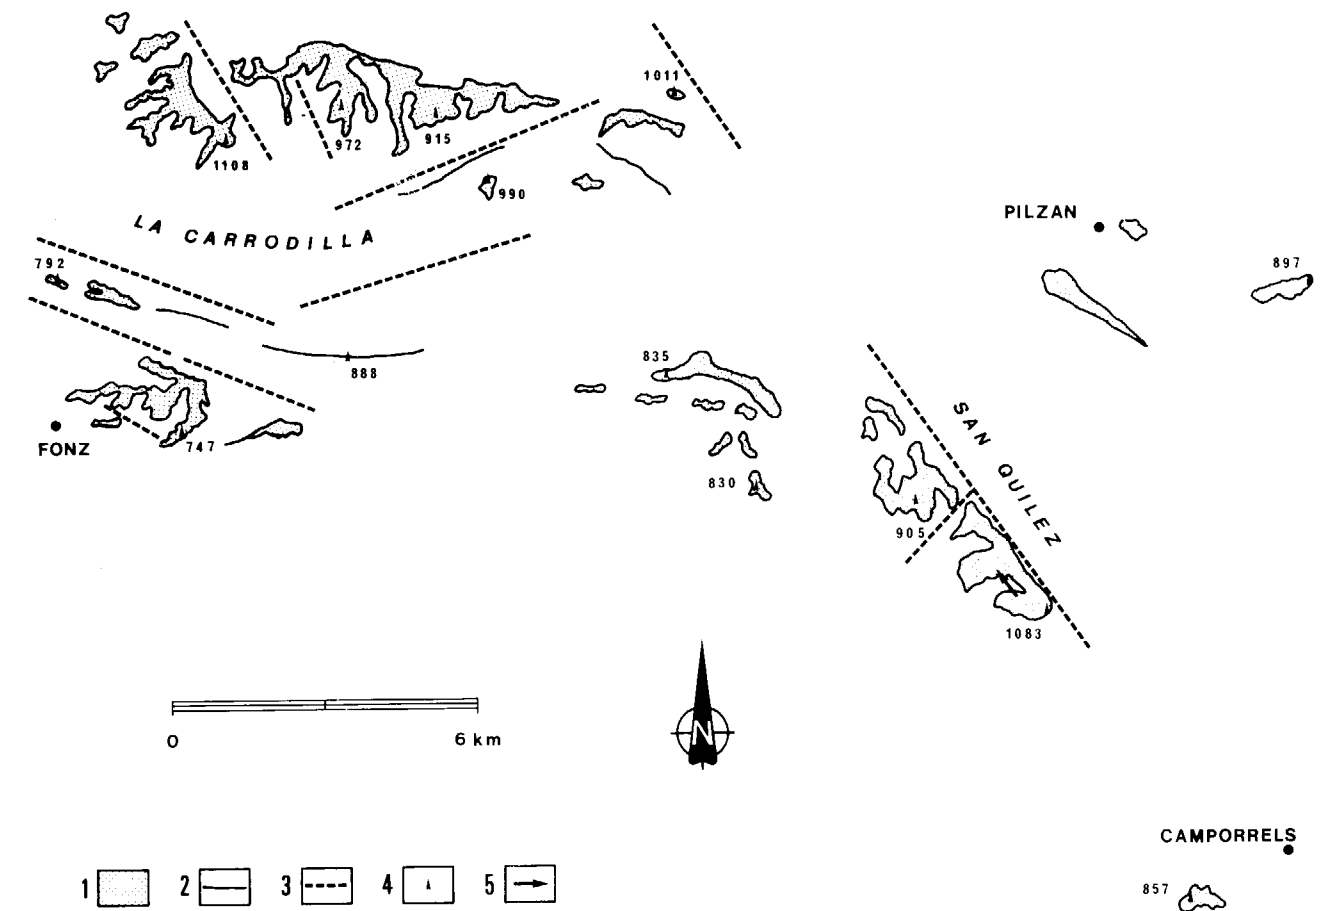 1011
972
915
1108
990
PILZAN
LA CARRODILLA
792
897
835
888
SAN QUILEZ
FONZ
747
830
905
1083
N
0 6 km
CAMPORRELS
1 2 3 4 5
857